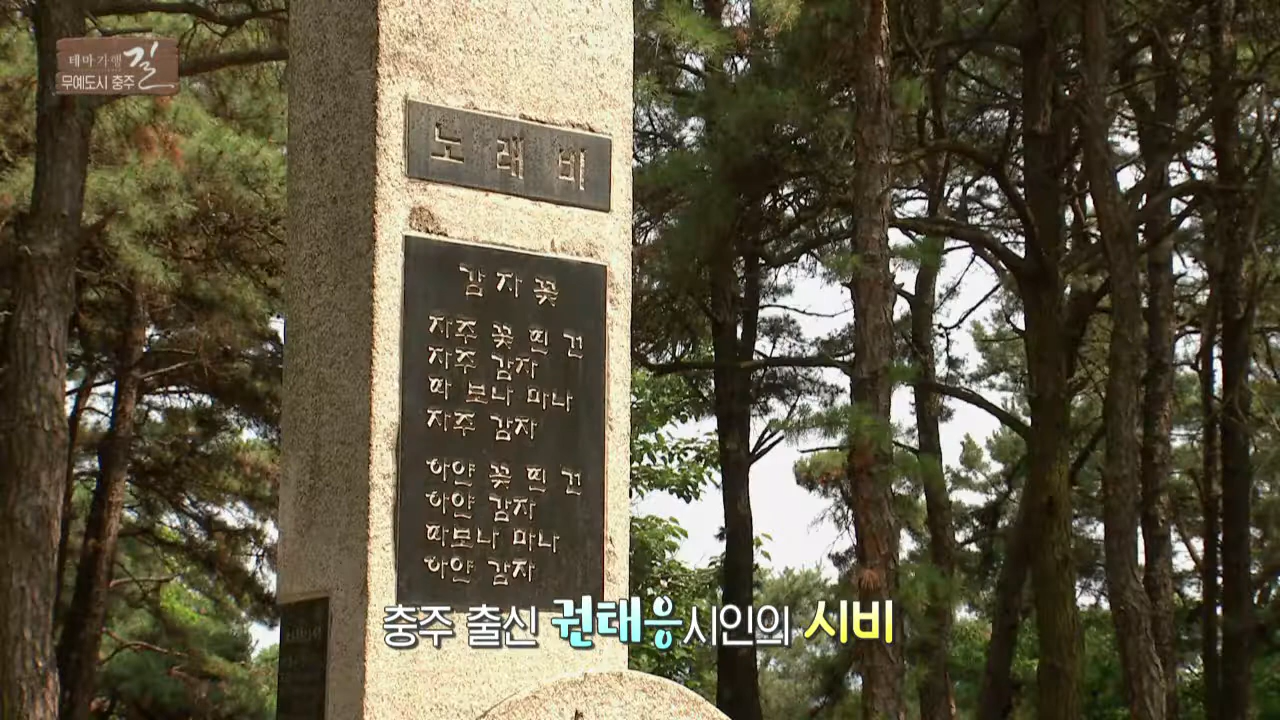 테마기행 길
무예도시 충주
노래비
감자꽃
자주 꽃 핀 건
자주 감자
파 보나 마나
자주 감자
하얀 꽃 핀 건
하얀 감자
파보나 마나
하얀 감자
충주 출신 권태응시인의 시비